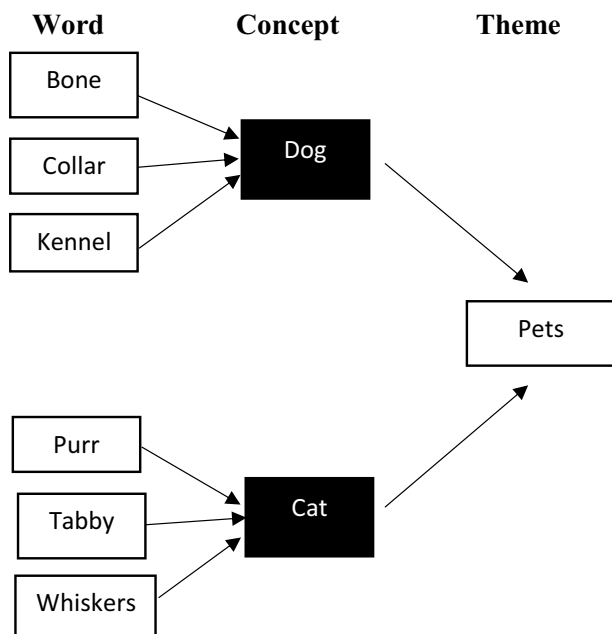 Word Concept Theme
Bone
Collar
Kennel
Dog
Pets
Purr
Tabby
Whiskers
Cat